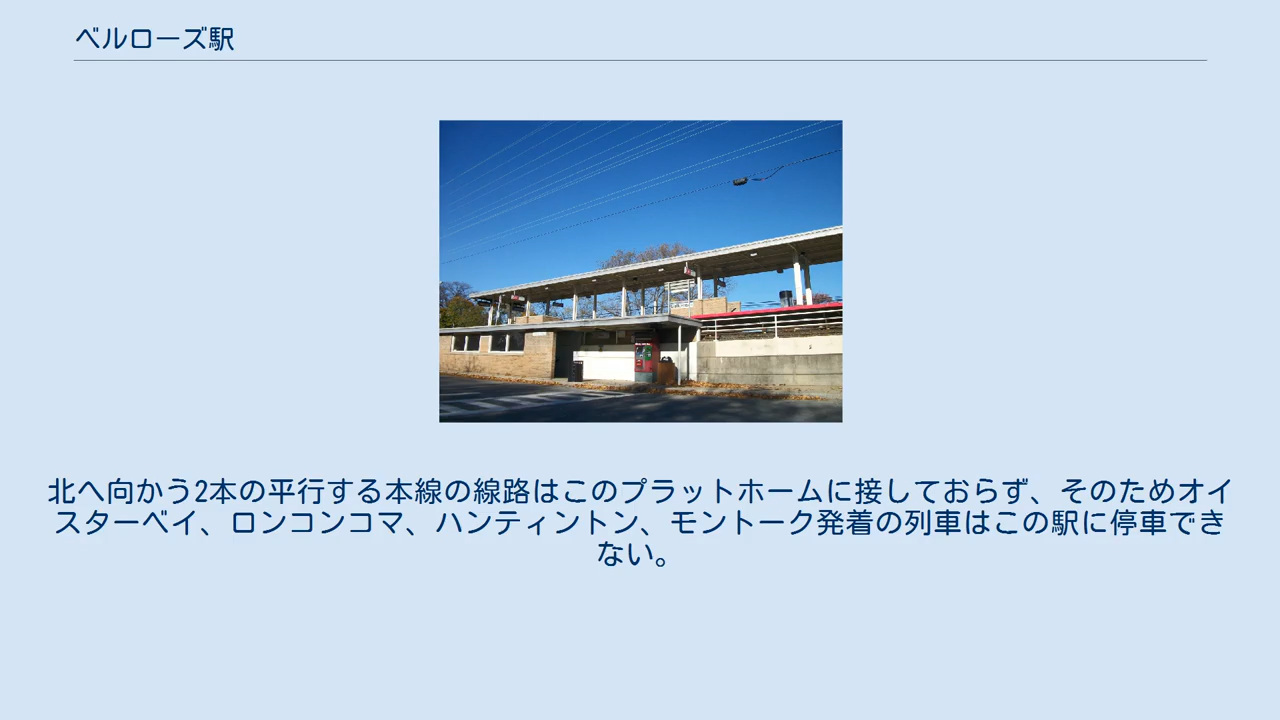 ベルローズ駅
北へ向かう2本の平行する本線の線路はこのプラットホームに接しておらず、そのためオイ
スターベイ、ロンコンコマ、ハンティントン、モントーク発着の列車はこの駅に停車でき
ない。